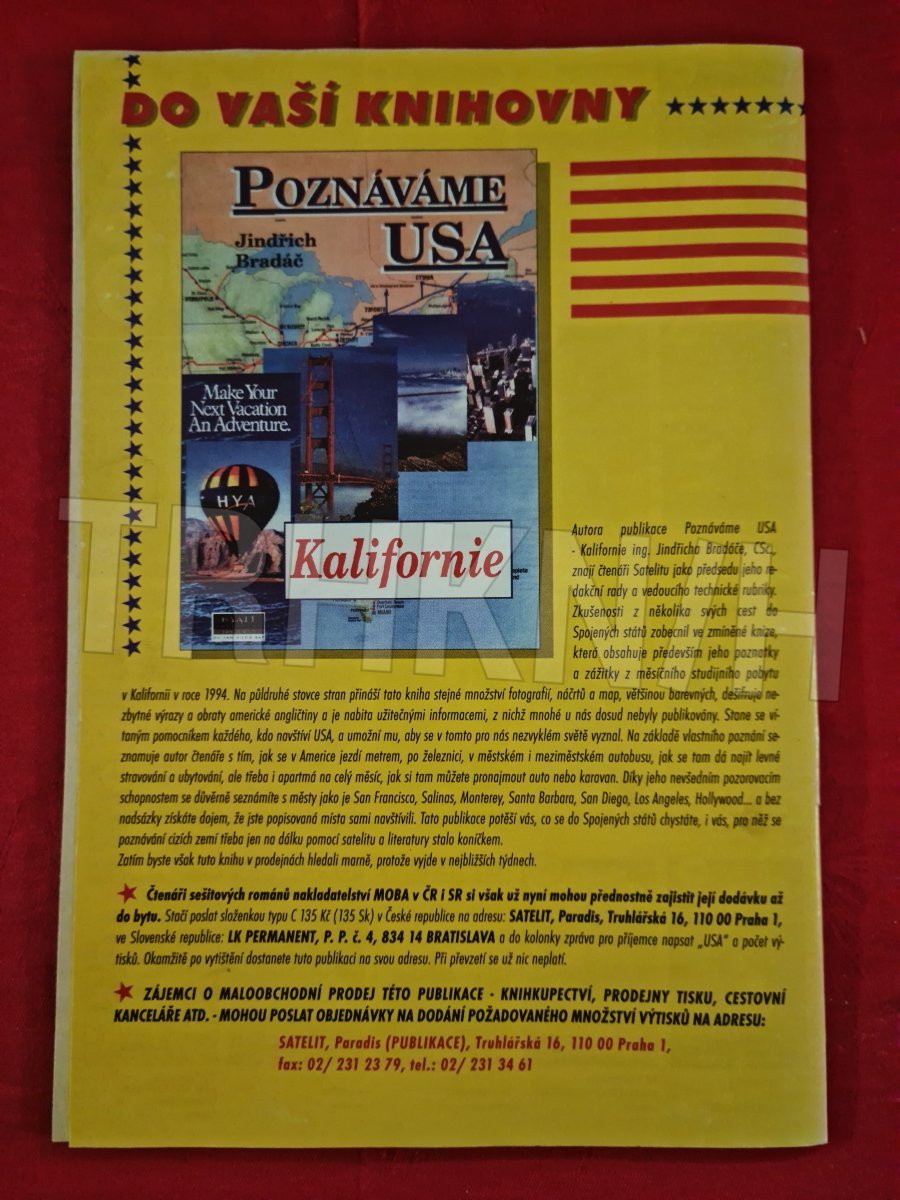 DO VAŠÍ KNIHOVNY
POZNÁVÁME
USA
Jindřich
Bradáč
OTTAWA
TORONTO
CHICAGO
DETROIT
Make Your
Next Vacation
An Adventure.
HYA
Kalifornie
HYATT
MIAMI
Autora publikace Poznáváme USA
- Kalifornie ing. Jindřicha Bradáče, CSc.,
znají čtenáři Satelitu jako předsedu jeho re-
dakční rady a vedoucího technické rubriky.
Zkušenosti z několika svých cest do
Spojených států zobecnil ve zmíněné knize,
která obsahuje především jeho poznatky
a zážitky z měsíčního studijního pobytu
v Kalifornii v roce 1994. Na půldruhé stovce stran přináší tato kniha stejné množství fotografií, náčrtů a map, většinou barevných, dešifruje ne-
zbytné výrazy a obraty americké angličtiny a je nabita užitečnými informacemi, z nichž mnohé u nás dosud nebyly publikovány. Stane se ví-
taným pomocníkem každého, kdo navštíví USA, a umožní mu, aby se v tomto pro nás nezvyklém světě vyznal. Na základě vlastního poznání se-
znamuje autor čtenáře s tím, jak se v Americe jezdí metrem, po železnici, v městském i meziměstském autobusu, jak se tam dá najít levné
stravování a ubytování, ale třeba i apartmá na celý měsíc, jak si tam můžete pronajmout auto nebo karavan. Díky jeho nevšedním pozorovacím
schopnostem se důvěrně seznámíte s městy jako je San Francisco, Salinas, Monterey, Santa Barbara, San Diego, Los Angeles, Hollywood... a bez
nadsázky získáte dojem, že jste popisovaná místa sami navštívili. Tato publikace potěší vás, co se do Spojených států chystáte, i vás, pro něž se
poznávání cizích zemí třeba jen na dálku pomocí satelitu a literatury stalo koníčkem.
Zatím byste však tuto knihu v prodejnách hledali marně, protože vyjde v nejbližších týdnech.
Čtenáři sešitových románů nakladatelství MOBA v ČR i SR si však už nyní mohou přednostně zajistit její dodávku až
do bytu. Stačí poslat složenkou typu C 135 Kč (135 Sk) v České republice na adresu: SATELIT, Paradis, Truhlářská 16, 110 00 Praha 1,
ve Slovenské republice: LK PERMANENT, P. P. č. 4, 834 14 BRATISLAVA a do kolonky zpráva pro příjemce napsat „USA" a počet vý-
tisků. Okamžitě po vytištění dostanete tuto publikaci na svou adresu. Při převzetí se už nic neplatí.
ZÁJEMCI O MALOOBCHODNÍ PRODEJ TÉTO PUBLIKACE - KNIHKUPECTVÍ, PRODEJNY TISKU, CESTOVNÍ
KANCELÁŘE ATD. - MOHOU POSLAT OBJEDNÁVKY NA DODÁNÍ POŽADOVANÉHO MNOŽSTVÍ VÝTISKŮ NA ADRESU:
SATELIT, Paradis (PUBLIKACE), Truhlářská 16, 110 00 Praha 1,
fax: 02/ 231 23 79, tel.: 02/ 231 34 61
TRHKNIH